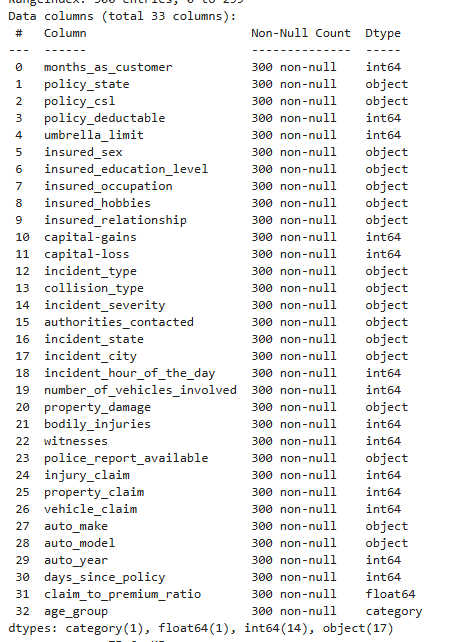 RangeIndex: 300 entries, 0 to 299
Data columns (total 33 columns):
 #   Column                       Non-Null Count  Dtype
---  ------                       --------------  -----
 0   months_as_customer           300 non-null    int64
 1   policy_state                 300 non-null    object
 2   policy_csl                   300 non-null    object
 3   policy_deductable            300 non-null    int64
 4   umbrella_limit               300 non-null    int64
 5   insured_sex                  300 non-null    object
 6   insured_education_level      300 non-null    object
 7   insured_occupation           300 non-null    object
 8   insured_hobbies              300 non-null    object
 9   insured_relationship         300 non-null    object
 10  capital-gains                300 non-null    int64
 11  capital-loss                 300 non-null    int64
 12  incident_type                300 non-null    object
 13  collision_type               300 non-null    object
 14  incident_severity            300 non-null    object
 15  authorities_contacted        300 non-null    object
 16  incident_state               300 non-null    object
 17  incident_city                300 non-null    object
 18  incident_hour_of_the_day     300 non-null    int64
 19  number_of_vehicles_involved  300 non-null    int64
 20  property_damage              300 non-null    object
 21  bodily_injuries              300 non-null    int64
 22  witnesses                    300 non-null    int64
 23  police_report_available      300 non-null    object
 24  injury_claim                 300 non-null    int64
 25  property_claim               300 non-null    int64
 26  vehicle_claim                300 non-null    int64
 27  auto_make                    300 non-null    object
 28  auto_model                   300 non-null    object
 29  auto_year                    300 non-null    int64
 30  days_since_policy            300 non-null    int64
 31  claim_to_premium_ratio       300 non-null    float64
 32  age_group                    300 non-null    category
dtypes: category(1), float64(1), int64(14), object(17)